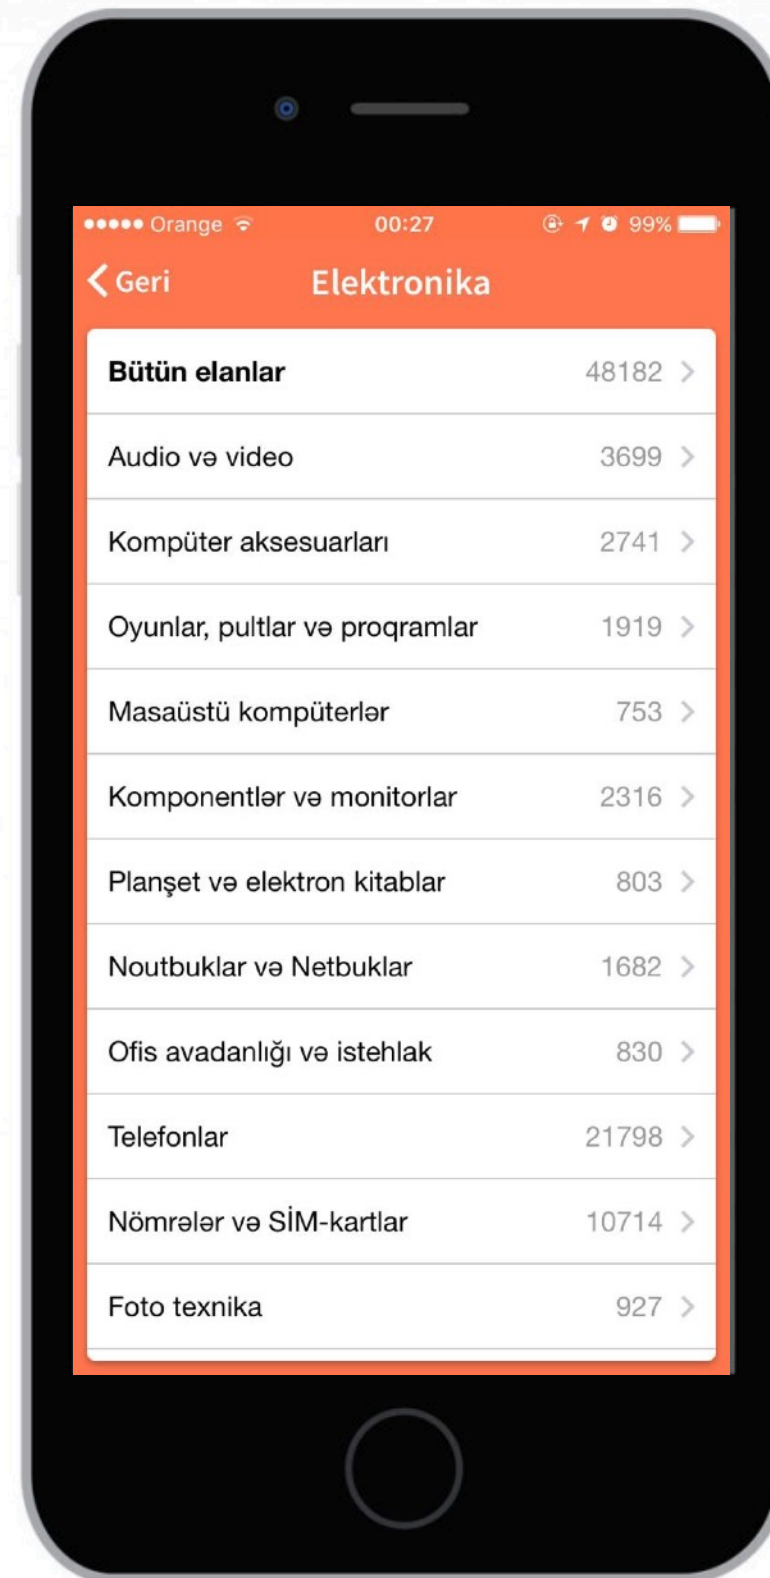 Orange 00:27 99%
Geri Elektronika
Bütün elanlar 48182
Audio və video 3699
Kompüter aksesuarları 2741
Oyunlar, pultlar və proqramlar 1919
Masaüstü kompüterlər 753
Komponentlər və monitorlar 2316
Planşet və elektron kitablar 803
Noutbuklar və Netbuklar 1682
Ofis avadanlığı və istehlak 830
Telefonlar 21798
Nömrələr və SİM-kartlar 10714
Foto texnika 927